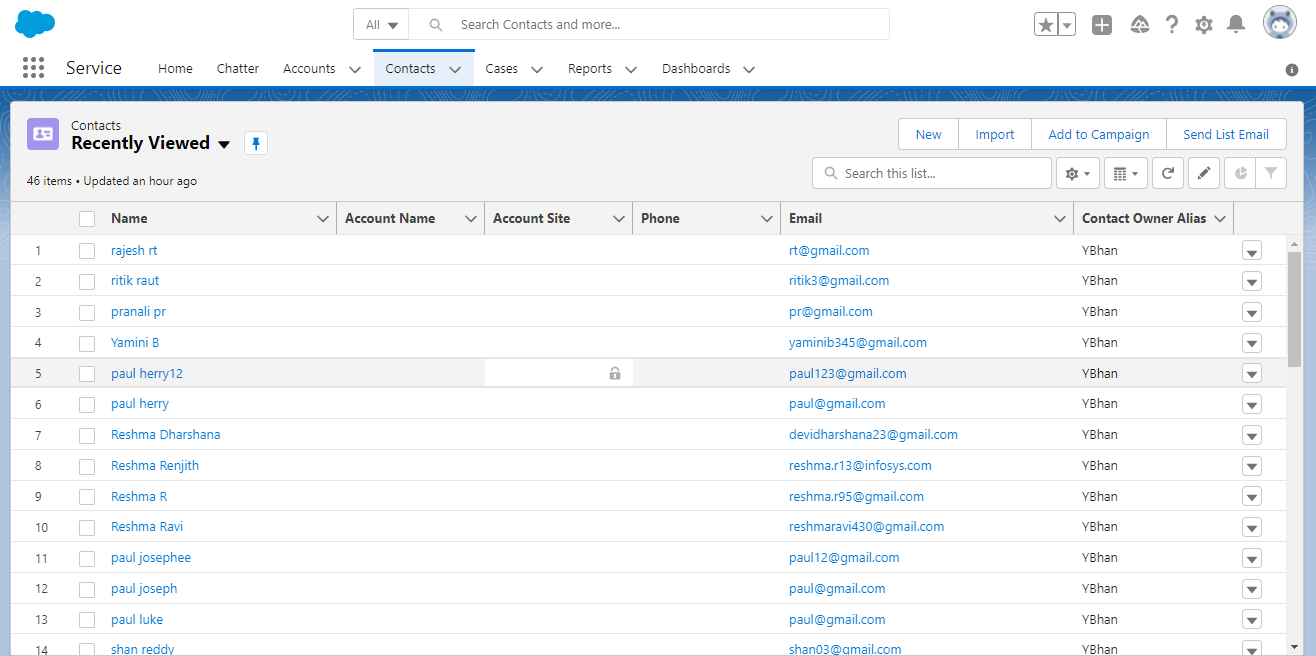 All Search Contacts and more...
Service Home Chatter Accounts Contacts Cases Reports Dashboards
Contacts
Recently Viewed
New Import Add to Campaign Send List Email
46 items • Updated an hour ago
Search this list...
Name Account Name Account Site Phone Email Contact Owner Alias
1 rajesh rt rt@gmail.com YBhan
2 ritik raut ritik3@gmail.com YBhan
3 pranali pr pr@gmail.com YBhan
4 Yamini B yaminib345@gmail.com YBhan
5 paul herry12 paul123@gmail.com YBhan
6 paul herry paul@gmail.com YBhan
7 Reshma Dharshana devidharshana23@gmail.com YBhan
8 Reshma Renjith reshma.r13@infosys.com YBhan
9 Reshma R reshma.r95@gmail.com YBhan
10 Reshma Ravi reshmaravi430@gmail.com YBhan
11 paul josephee paul12@gmail.com YBhan
12 paul joseph paul@gmail.com YBhan
13 paul luke paul@gmail.com YBhan
14 shan reddy shan03@gmail.com YBhan